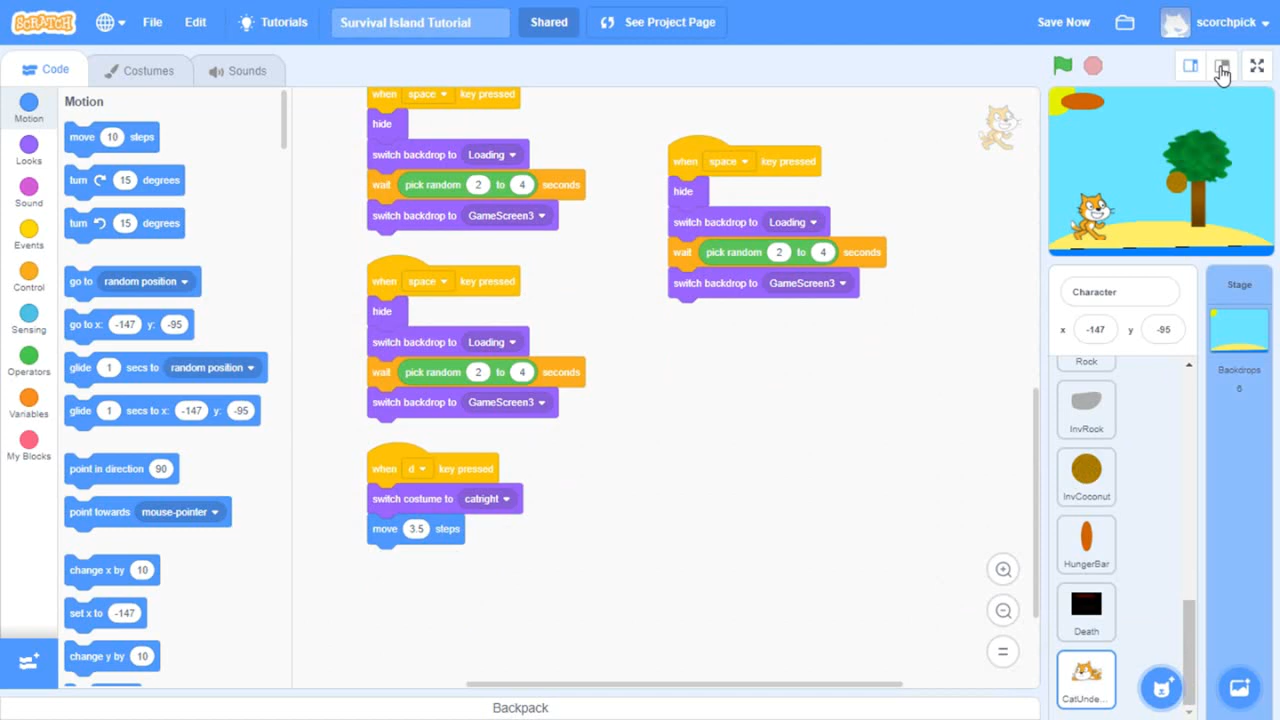 SCRATCH
File
Edit
Tutorials
Survival Island Tutorial
Shared
See Project Page
Save Now
scorchpick
Code
Costumes
Sounds
Motion
Looks
Sound
Events
Control
Sensing
Operators
Variables
My Blocks
Motion
move 10 steps
turn 15 degrees
turn 15 degrees
go to random position
go to x: -147 y: -95
glide 1 secs to random position
glide 1 secs to x: -147 y: -95
point in direction 90
point towards mouse-pointer
change x by 10
set x to -147
change y by 10
when space key pressed
hide
switch backdrop to Loading
wait pick random 2 to 4 seconds
switch backdrop to GameScreen3
when space key pressed
hide
switch backdrop to Loading
wait pick random 2 to 4 seconds
switch backdrop to GameScreen3
when d key pressed
switch costume to catright
move 3.5 steps
when space key pressed
hide
switch backdrop to Loading
wait pick random 2 to 4 seconds
switch backdrop to GameScreen3
Character
x -147 y -95
Rock
InvRock
InvCoconut
HungerBar
Death
CatUnde...
Stage
Backdrops
6
Backpack